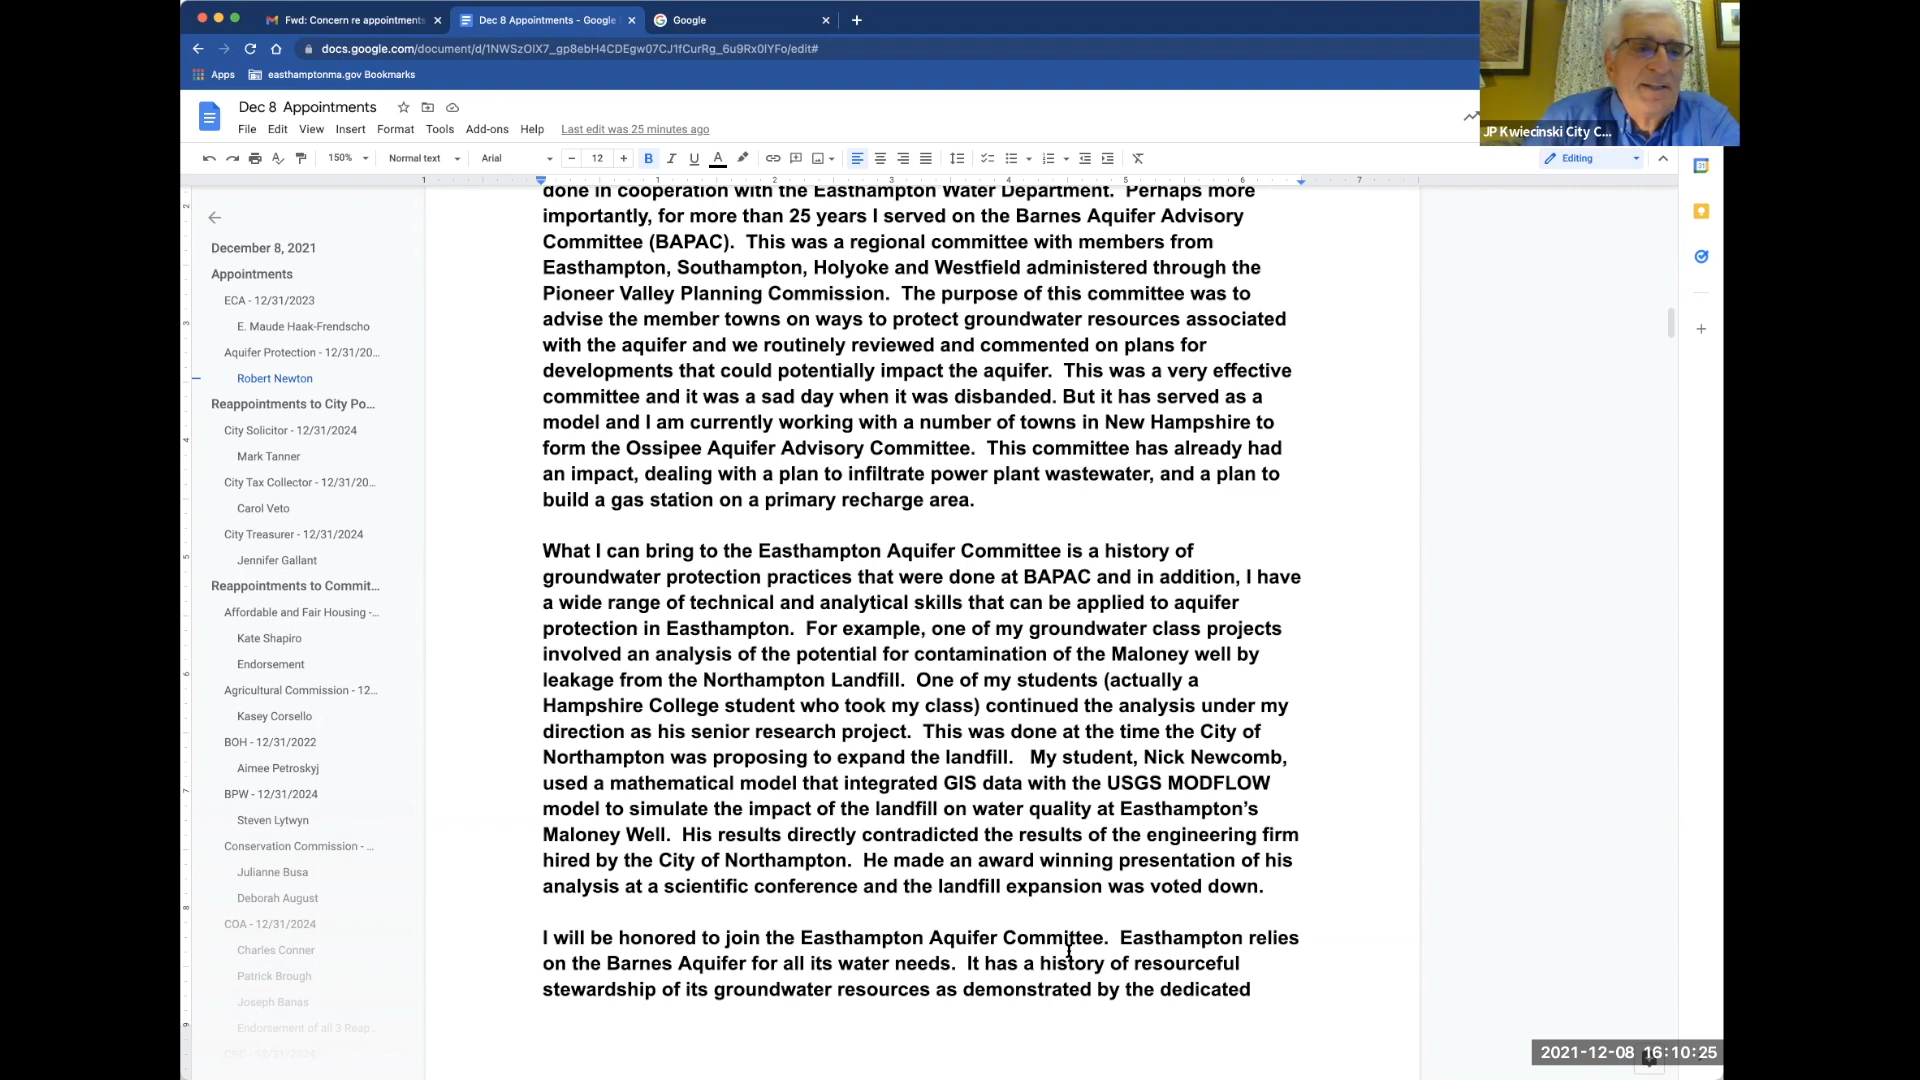 Fwd: Concern re appointments
Dec 8 Appointments - Google
Google
docs.google.com/document/d/1NWSzOIX7_gp8ebH4CDEgw07CJ1fCurRg_6u9Rx0IYFo/edit#
Apps
easthamptonma.gov Bookmarks
JP Kwiecinski City C...
Dec 8 Appointments
File Edit View Insert Format Tools Add-ons Help
Last edit was 25 minutes ago
150% Normal text Arial 12 Editing
1 1 2 3 4 5 6 7
done in cooperation with the Easthampton Water Department. Perhaps more
importantly, for more than 25 years I served on the Barnes Aquifer Advisory
Committee (BAPAC). This was a regional committee with members from
Easthampton, Southampton, Holyoke and Westfield administered through the
Pioneer Valley Planning Commission. The purpose of this committee was to
advise the member towns on ways to protect groundwater resources associated
with the aquifer and we routinely reviewed and commented on plans for
developments that could potentially impact the aquifer. This was a very effective
committee and it was a sad day when it was disbanded. But it has served as a
model and I am currently working with a number of towns in New Hampshire to
form the Ossipee Aquifer Advisory Committee. This committee has already had
an impact, dealing with a plan to infiltrate power plant wastewater, and a plan to
build a gas station on a primary recharge area.
What I can bring to the Easthampton Aquifer Committee is a history of
groundwater protection practices that were done at BAPAC and in addition, I have
a wide range of technical and analytical skills that can be applied to aquifer
protection in Easthampton. For example, one of my groundwater class projects
involved an analysis of the potential for contamination of the Maloney well by
leakage from the Northampton Landfill. One of my students (actually a
Hampshire College student who took my class) continued the analysis under my
direction as his senior research project. This was done at the time the City of
Northampton was proposing to expand the landfill. My student, Nick Newcomb,
used a mathematical model that integrated GIS data with the USGS MODFLOW
model to simulate the impact of the landfill on water quality at Easthampton's
Maloney Well. His results directly contradicted the results of the engineering firm
hired by the City of Northampton. He made an award winning presentation of his
analysis at a scientific conference and the landfill expansion was voted down.
I will be honored to join the Easthampton Aquifer Committee. Easthampton relies
on the Barnes Aquifer for all its water needs. It has a history of resourceful
stewardship of its groundwater resources as demonstrated by the dedicated
December 8, 2021
Appointments
ECA - 12/31/2023
E. Maude Haak-Frendscho
Aquifer Protection - 12/31/20...
Robert Newton
Reappointments to City Po...
City Solicitor - 12/31/2024
Mark Tanner
City Tax Collector - 12/31/20...
Carol Veto
City Treasurer - 12/31/2024
Jennifer Gallant
Reappointments to Commit...
Affordable and Fair Housing -...
Kate Shapiro
Endorsement
Agricultural Commission - 12...
Kasey Corsello
BOH - 12/31/2022
Aimee Petroskyj
BPW - 12/31/2024
Steven Lytwyn
Conservation Commission - ...
Julianne Busa
Deborah August
COA - 12/31/2024
Charles Conner
Patrick Brough
Joseph Banas
Endorsement of all 3 Reap...
CPC - 12/31/2024
2021-12-08 16:10:25